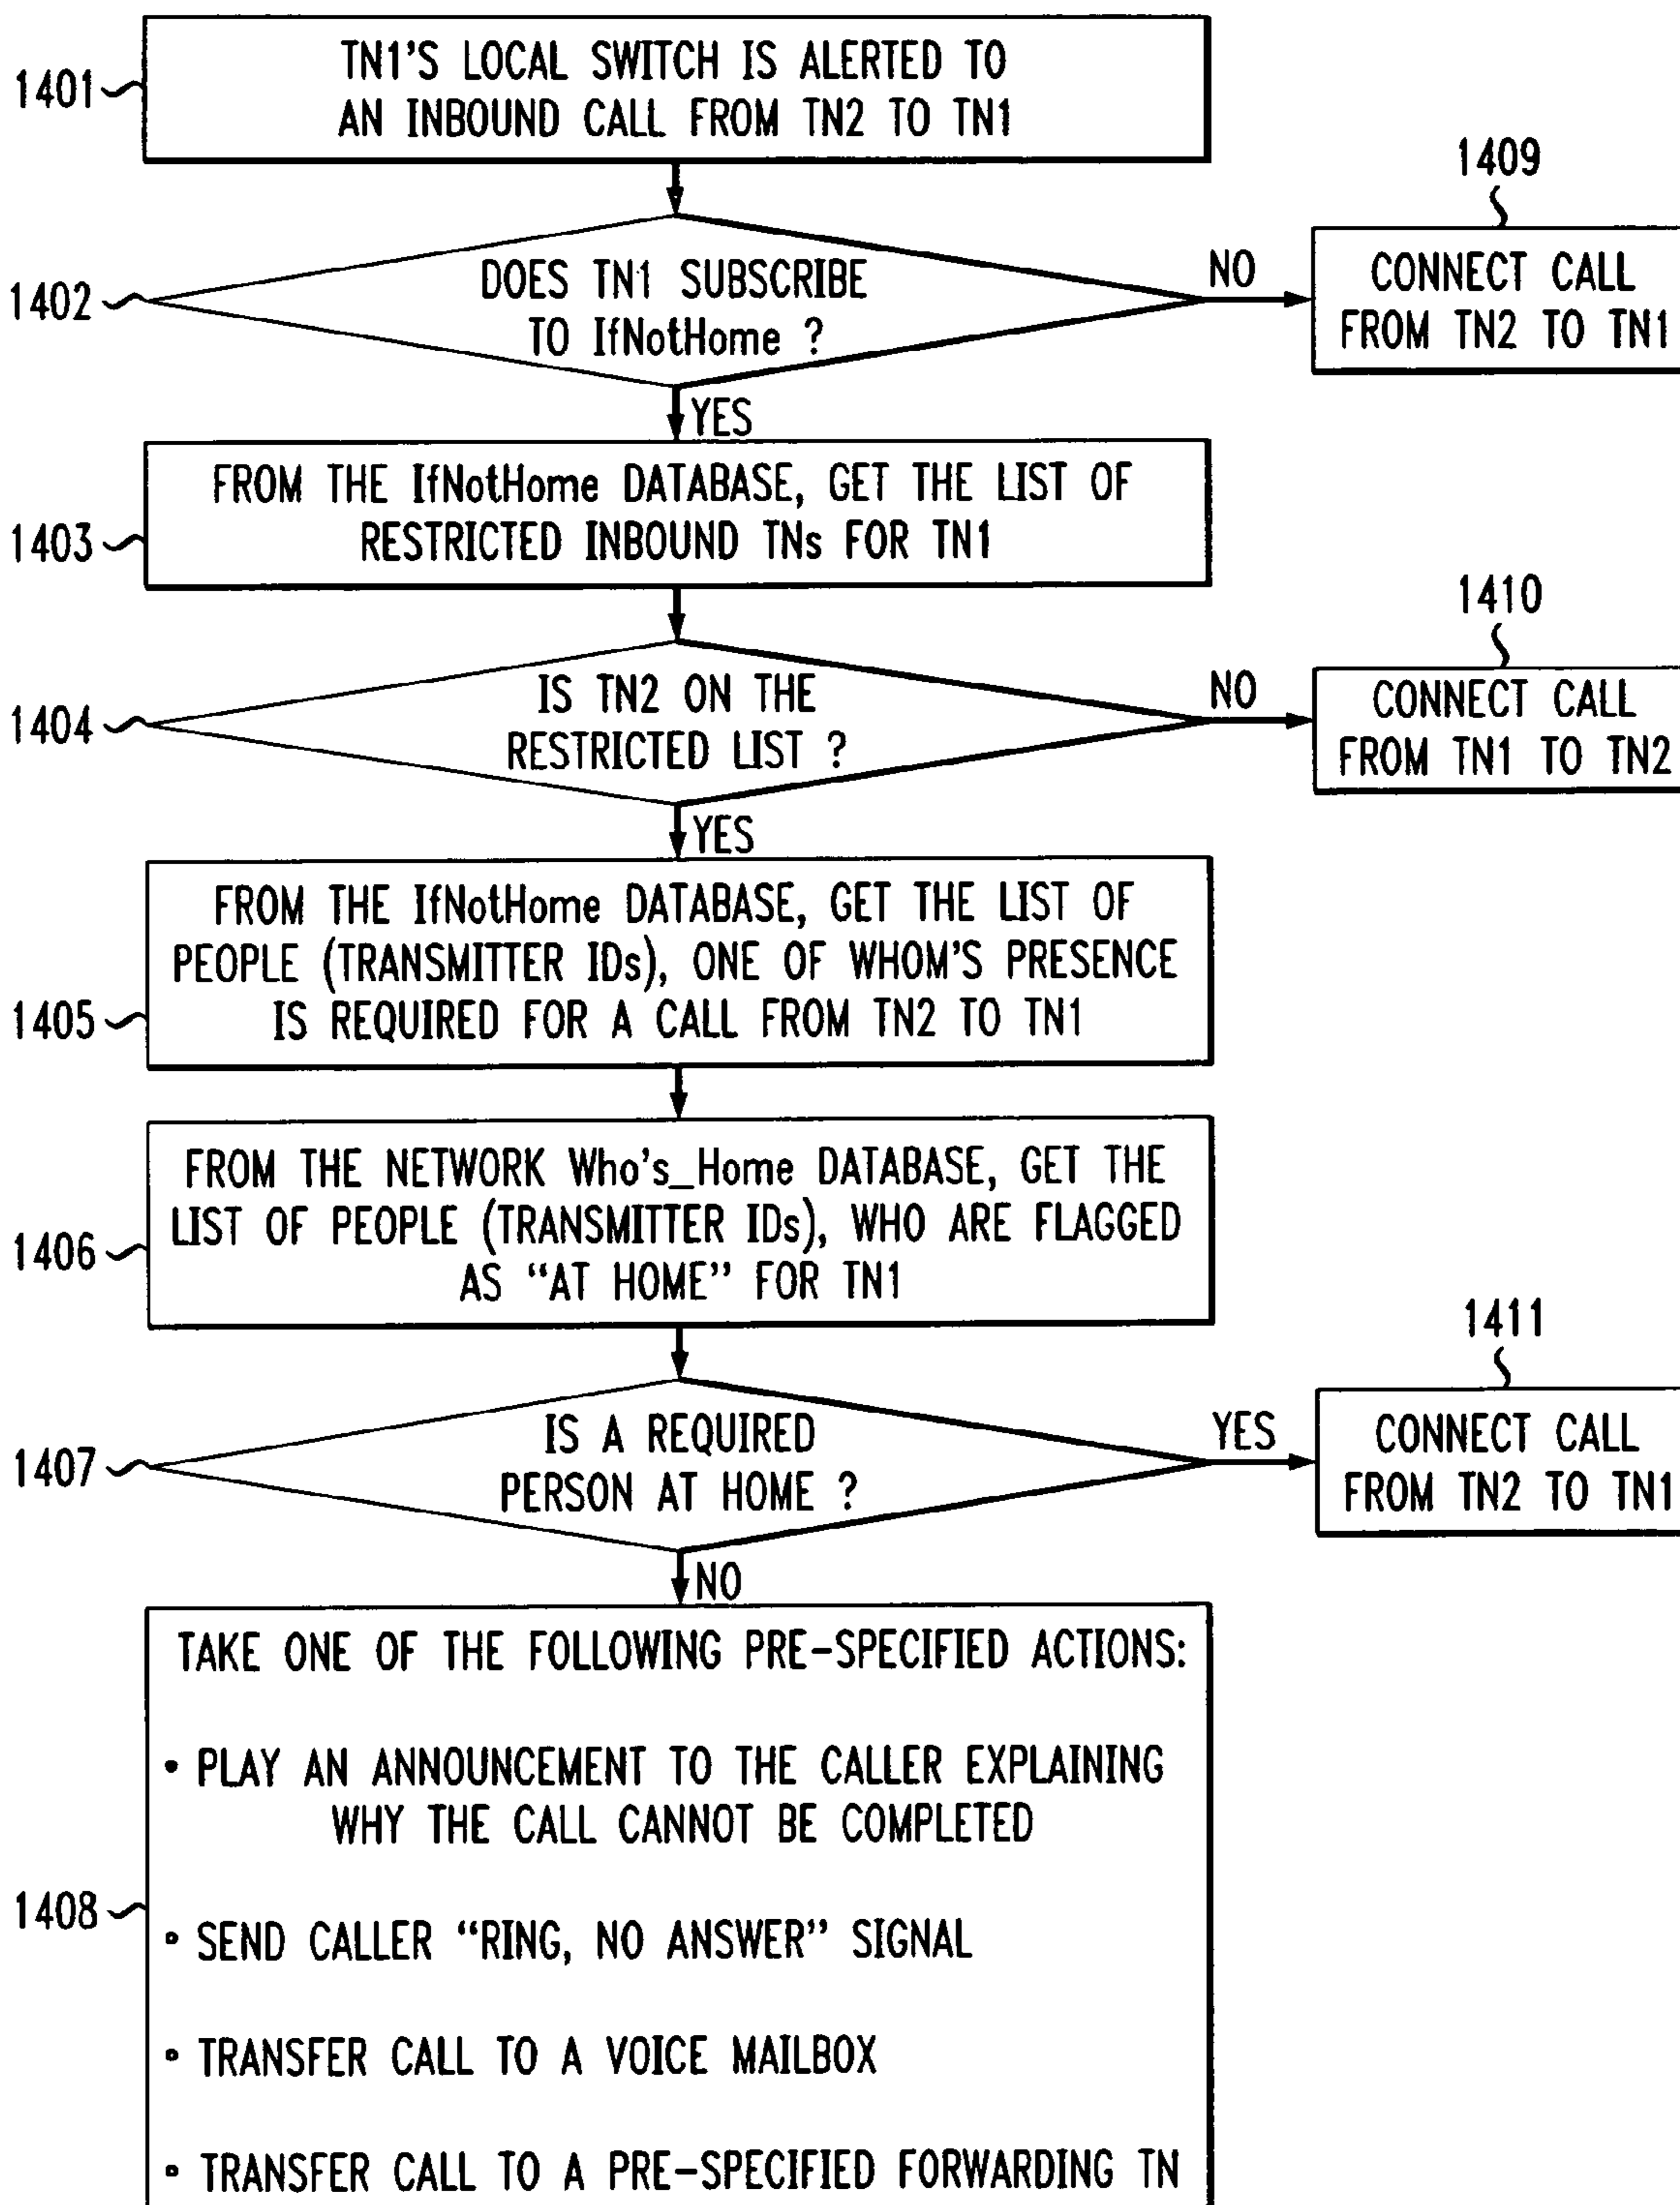 1401
TN1'S LOCAL SWITCH IS ALERTED TO
AN INBOUND CALL FROM TN2 TO TN1
1402
DOES TN1 SUBSCRIBE
TO IfNotHome ?
NO
1409
CONNECT CALL
FROM TN2 TO TN1
YES
1403
FROM THE IfNotHome DATABASE, GET THE LIST OF
RESTRICTED INBOUND TNs FOR TN1
1404
IS TN2 ON THE
RESTRICTED LIST ?
NO
1410
CONNECT CALL
FROM TN1 TO TN2
YES
1405
FROM THE IfNotHome DATABASE, GET THE LIST OF
PEOPLE (TRANSMITTER IDs), ONE OF WHOM'S PRESENCE
IS REQUIRED FOR A CALL FROM TN2 TO TN1
1406
FROM THE NETWORK Who's_Home DATABASE, GET THE
LIST OF PEOPLE (TRANSMITTER IDs), WHO ARE FLAGGED
AS “AT HOME” FOR TN1
1407
IS A REQUIRED
PERSON AT HOME ?
YES
1411
CONNECT CALL
FROM TN2 TO TN1
NO
1408
TAKE ONE OF THE FOLLOWING PRE-SPECIFIED ACTIONS:
• PLAY AN ANNOUNCEMENT TO THE CALLER EXPLAINING
WHY THE CALL CANNOT BE COMPLETED
• SEND CALLER “RING, NO ANSWER” SIGNAL
• TRANSFER CALL TO A VOICE MAILBOX
• TRANSFER CALL TO A PRE-SPECIFIED FORWARDING TN